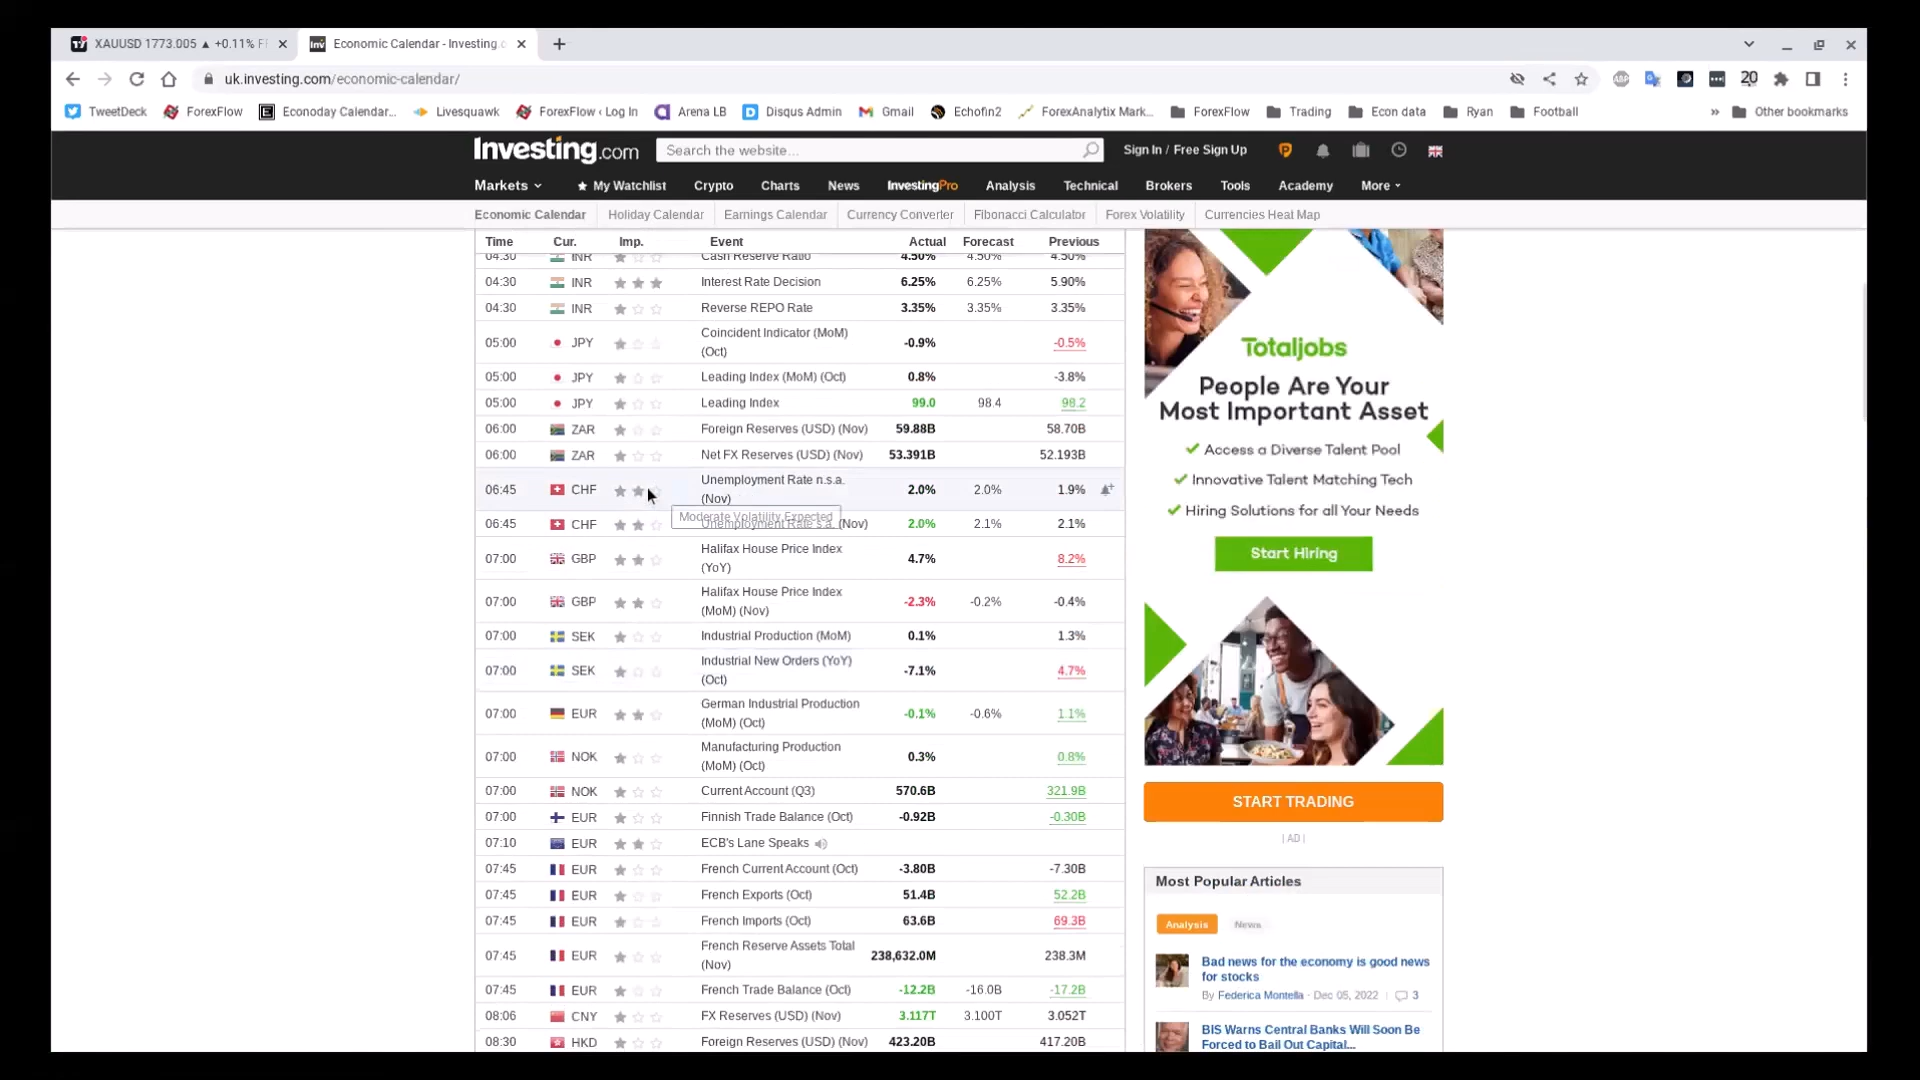 XAUUSD 1773.005 ▲ +0.11%
Economic Calendar - Investing.c
uk.investing.com/economic-calendar/
20
TweetDeck ForexFlow Econoday Calendar... Livesquawk ForexFlow ‹ Log In Arena LB Disqus Admin Gmail Echofin2 ForexAnalytix Mark... ForexFlow Trading Econ data Ryan Football » Other bookmarks
Investing.com Search the website... Sign In / Free Sign Up
Markets My Watchlist Crypto Charts News InvestingPro Analysis Technical Brokers Tools Academy More
Economic Calendar Holiday Calendar Earnings Calendar Currency Converter Fibonacci Calculator Forex Volatility Currencies Heat Map
Time Cur. Imp. Event Actual Forecast Previous
04:30 INR Cash Reserve Ratio 4.50% 4.50% 4.50%
04:30 INR Interest Rate Decision 6.25% 6.25% 5.90%
04:30 INR Reverse REPO Rate 3.35% 3.35% 3.35%
05:00 JPY Coincident Indicator (MoM)
(Oct) -0.9% -0.5%
05:00 JPY Leading Index (MoM) (Oct) 0.8% -3.8%
05:00 JPY Leading Index 99.0 98.4 98.2
06:00 ZAR Foreign Reserves (USD) (Nov) 59.88B 58.70B
06:00 ZAR Net FX Reserves (USD) (Nov) 53.391B 52.193B
06:45 CHF Unemployment Rate n.s.a.
(Nov) 2.0% 2.0% 1.9%
Moderate Volatility Expected
06:45 CHF Unemployment Rate s.a. (Nov) 2.0% 2.1% 2.1%
07:00 GBP Halifax House Price Index
(YoY) 4.7% 8.2%
07:00 GBP Halifax House Price Index
(MoM) (Nov) -2.3% -0.2% -0.4%
07:00 SEK Industrial Production (MoM) 0.1% 1.3%
07:00 SEK Industrial New Orders (YoY)
(Oct) -7.1% 4.7%
07:00 EUR German Industrial Production
(MoM) (Oct) -0.1% -0.6% 1.1%
07:00 NOK Manufacturing Production
(MoM) (Oct) 0.3% 0.8%
07:00 NOK Current Account (Q3) 570.6B 321.9B
07:00 EUR Finnish Trade Balance (Oct) -0.92B -0.30B
07:10 EUR ECB's Lane Speaks
07:45 EUR French Current Account (Oct) -3.80B -7.30B
07:45 EUR French Exports (Oct) 51.4B 52.2B
07:45 EUR French Imports (Oct) 63.6B 69.3B
07:45 EUR French Reserve Assets Total
(Nov) 238,632.0M 238.3M
07:45 EUR French Trade Balance (Oct) -12.2B -16.0B -17.2B
08:06 CNY FX Reserves (USD) (Nov) 3.117T 3.100T 3.052T
08:30 HKD Foreign Reserves (USD) (Nov) 423.20B 417.20B
Totaljobs
People Are Your
Most Important Asset
Access a Diverse Talent Pool
Innovative Talent Matching Tech
Hiring Solutions for all Your Needs
Start Hiring
START TRADING
| AD |
Most Popular Articles
Analysis News
Bad news for the economy is good news
for stocks
By Federica Montella - Dec 05, 2022 | 3
BIS Warns Central Banks Will Soon Be
Forced to Bail Out Capital...